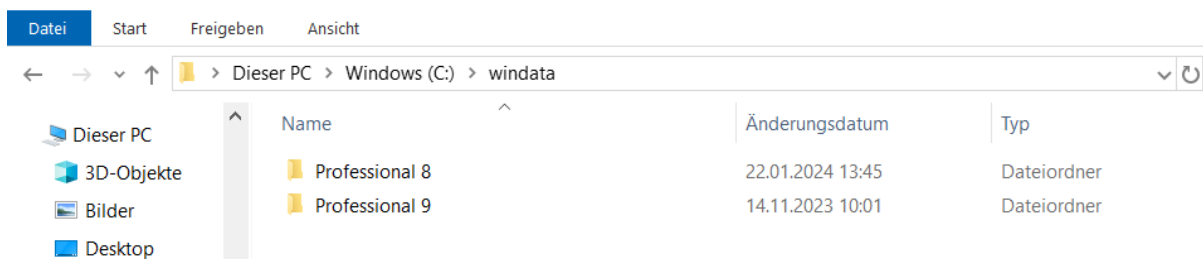 Datei Start Freigeben Ansicht
Dieser PC > Windows (C:) > windata
Dieser PC
3D-Objekte
Bilder
Desktop
Name Änderungsdatum Typ
Professional 8 22.01.2024 13:45 Dateiordner
Professional 9 14.11.2023 10:01 Dateiordner